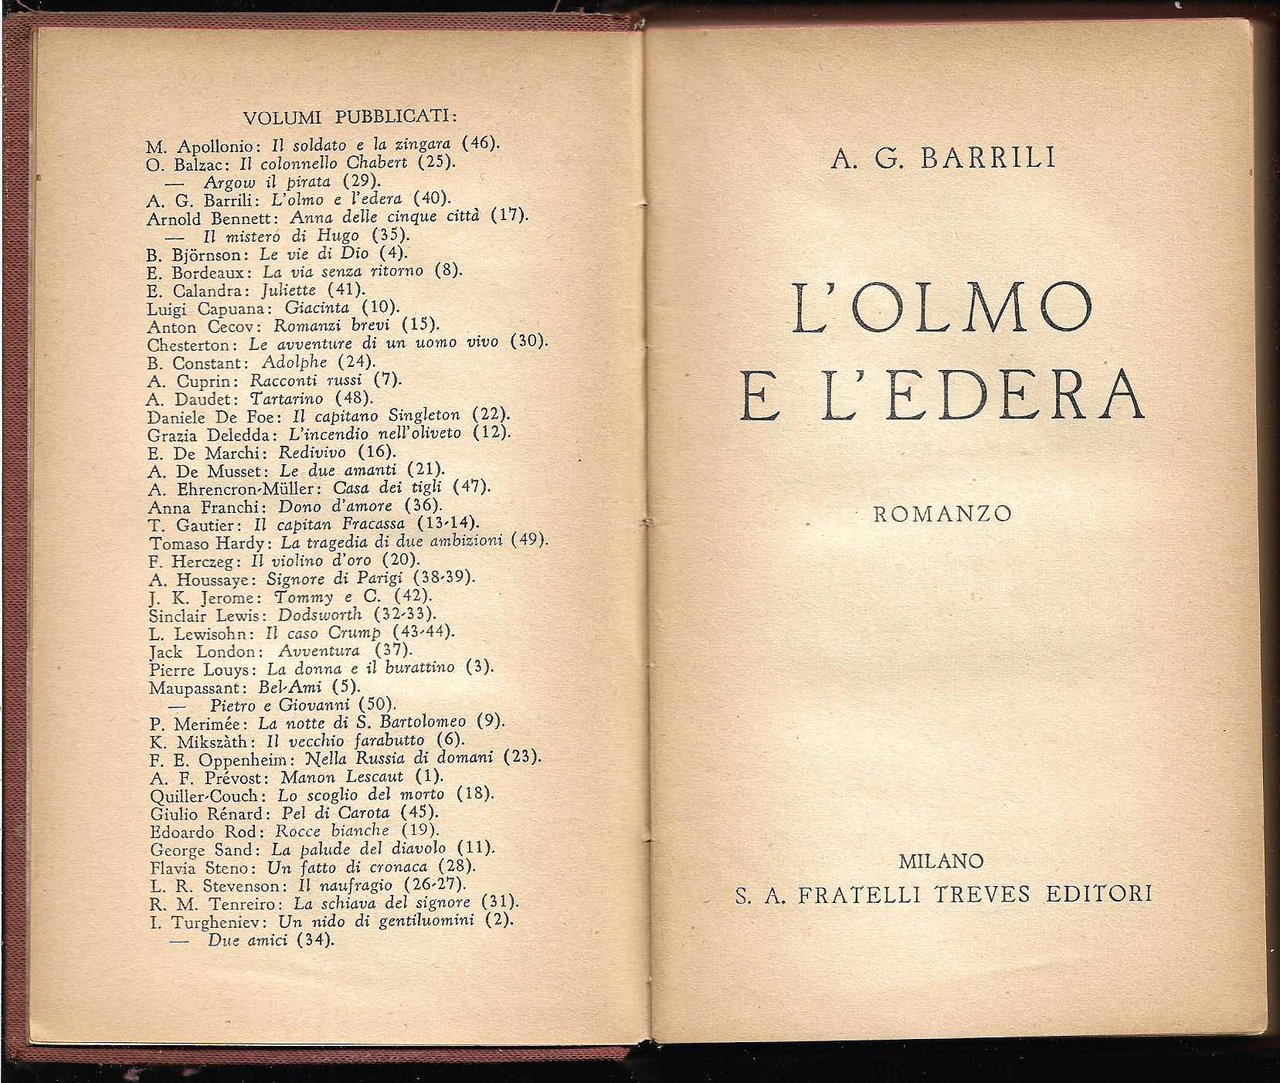 VOLUMI PUBBLICATI:
M. Apollonio: Il soldato e la zingara (46).
O. Balzac: Il colonnello Chabert (25).
— Argow il pirata (29).
A. G. Barrili: L'olmo e l'edera (40).
Arnold Bennett: Anna delle cinque città (17).
— Il mistero di Hugo (35).
B. Björnson: Le vie di Dio (4).
E. Bordeaux: La via senza ritorno (8).
E. Calandra: Juliette (41).
Luigi Capuana: Giacinta (10).
Anton Cecov: Romanzi brevi (15).
Chesterton: Le avventure di un uomo vivo (30).
B. Constant: Adolphe (24).
A. Cuprin: Racconti russi (7).
A. Daudet: Tartarino (48).
Daniele De Foe: Il capitano Singleton (22).
Grazia Deledda: L'incendio nell'oliveto (12).
E. De Marchi: Redivivo (16).
A. De Musset: Le due amanti (21).
A. Ehrencron-Müller: Casa dei tigli (47).
Anna Franchi: Dono d'amore (36).
T. Gautier: Il capitan Fracassa (13-14).
Tomaso Hardy: La tragedia di due ambizioni (49).
F. Herczeg: Il violino d'oro (20).
A. Houssaye: Signore di Parigi (38-39).
J. K. Jerome: Tommy e C. (42).
Sinclair Lewis: Dodsworth (32-33).
L. Lewisohn: Il caso Crump (43-44).
Jack London: Avventura (37).
Pierre Louys: La donna e il burattino (3).
Maupassant: Bel-Ami (5).
— Pietro e Giovanni (50).
P. Merimée: La notte di S. Bartolomeo (9).
K. Mikszàth: Il vecchio farabutto (6).
F. E. Oppenheim: Nella Russia di domani (23).
A. F. Prévost: Manon Lescaut (1).
Quiller-Couch: Lo scoglio del morto (18).
Giulio Rénard: Pel di Carota (45).
Edoardo Rod: Rocce bianche (19).
George Sand: La palude del diavolo (11).
Flavia Steno: Un fatto di cronaca (28).
L. R. Stevenson: Il naufragio (26-27).
R. M. Tenreiro: La schiava del signore (31).
I. Turgheniev: Un nido di gentiluomini (2).
— Due amici (34).
A. G. BARRILI
L'OLMO
E L'EDERA
ROMANZO
MILANO
S. A. FRATELLI TREVES EDITORI